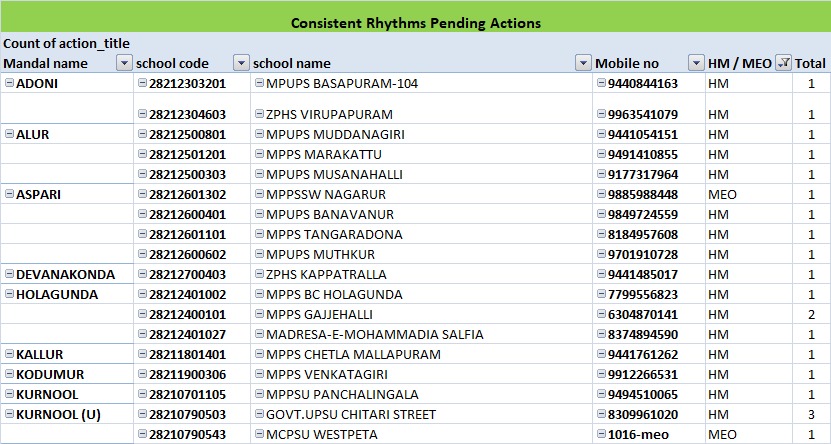 Consistent Rhythms Pending Actions
Count of action_title
Mandal name school code school name Mobile no HM / MEO Total
ADONI 28212303201 MPUPS BASAPURAM-104 9440844163 HM 1
28212304603 ZPHS VIRUPAPURAM 9963541079 HM 1
ALUR 28212500801 MPUPS MUDDANAGIRI 9441054151 HM 1
28212501201 MPPS MARAKATTU 9491410855 HM 1
28212500303 MPUPS MUSANAHALLI 9177317964 HM 1
ASPARI 28212601302 MPPSSW NAGARUR 9885988448 MEO 1
28212600401 MPUPS BANAVANUR 9849724559 HM 1
28212601101 MPPS TANGARADONA 8184957608 HM 1
28212600602 MPUPS MUTHKUR 9701910728 HM 1
DEVANAKONDA 28212700403 ZPHS KAPPATRALLA 9441485017 HM 1
HOLAGUNDA 28212401002 MPPS BC HOLAGUNDA 7799556823 HM 1
28212400101 MPPS GAJJEHALLI 6304870141 HM 2
28212401027 MADRESA-E-MOHAMMADIA SALFIA 8374894590 HM 1
KALLUR 28211801401 MPPS CHETLA MALLAPURAM 9441761262 HM 1
KODUMUR 28211900306 MPPS VENKATAGIRI 9912266531 HM 1
KURNOOL 28210701105 MPPSU PANCHALINGALA 9494510065 HM 1
KURNOOL (U) 28210790503 GOVT.UPSU CHITARI STREET 8309961020 HM 3
28210790543 MCPSU WESTPETA 1016-meo MEO 1